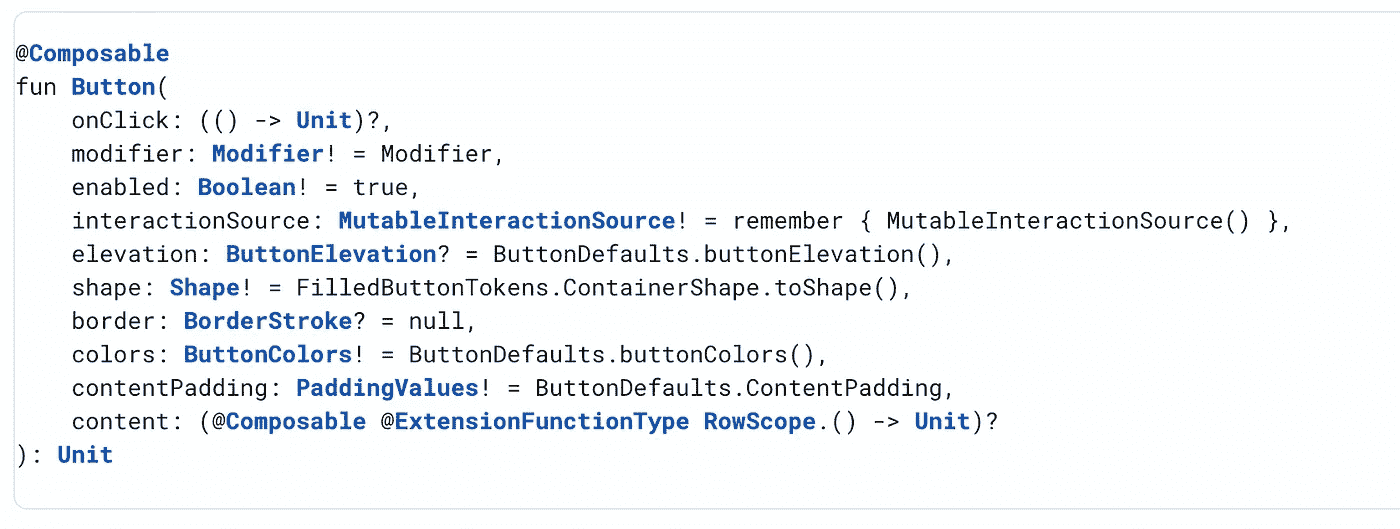 @Composable
fun Button(
    onClick: (() -> Unit)?,
    modifier: Modifier! = Modifier,
    enabled: Boolean! = true,
    interactionSource: MutableInteractionSource! = remember { MutableInteractionSource() },
    elevation: ButtonElevation? = ButtonDefaults.buttonElevation(),
    shape: Shape! = FilledButtonTokens.ContainerShape.toShape(),
    border: BorderStroke? = null,
    colors: ButtonColors! = ButtonDefaults.buttonColors(),
    contentPadding: PaddingValues! = ButtonDefaults.ContentPadding,
    content: (@Composable @ExtensionFunctionType RowScope.() -> Unit)?
): Unit